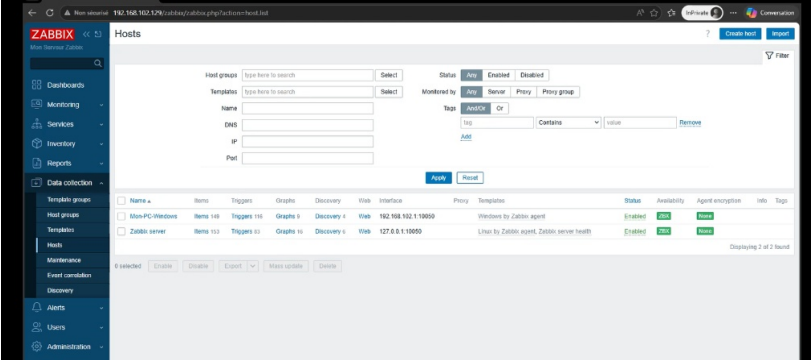 Non sécurisé 192.168.102.129/zabbix/zabbix.php?action=host.list
InPrivate
Conversation
ZABBIX
Mon Serveur Zabbix
Dashboards
Monitoring
Services
Inventory
Reports
Data collection
Template groups
Host groups
Templates
Hosts
Maintenance
Event correlation
Discovery
Alerts
Users
Administration
Hosts
? Create host Import
Filter
Host groups type here to search Select
Templates type here to search Select
Name
DNS
IP
Port
Status Any Enabled Disabled
Monitored by Any Server Proxy Proxy group
Tags And/Or Or
tag Contains value Remove
Add
Apply Reset
Name Items Triggers Graphs Discovery Web Interface Proxy Templates Status Availability Agent encryption Info Tags
Mon-PC-Windows Items 149 Triggers 116 Graphs Discovery 4 Web 192.168.102.1:10050 Windows by Zabbix agent Enabled ZBX None
Zabbix server Items 153 Triggers Graphs Discovery Web 127.0.0.1:10050 Linux by Zabbix agent, Zabbix server health Enabled ZBX None
Displaying 2 of 2 found
0 selected Enable Disable Export Mass update Delete